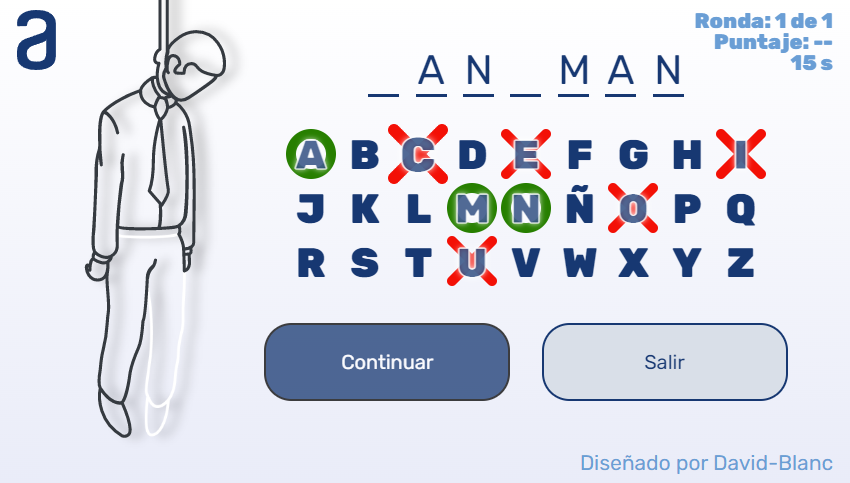 a
Ronda: 1 de 1
Puntaje: --
15 s
_ A N _ M A N
A B C D E F G H I
J K L M N Ñ O P Q
R S T U V W X Y Z
Continuar
Salir
Diseñado por David-Blanc